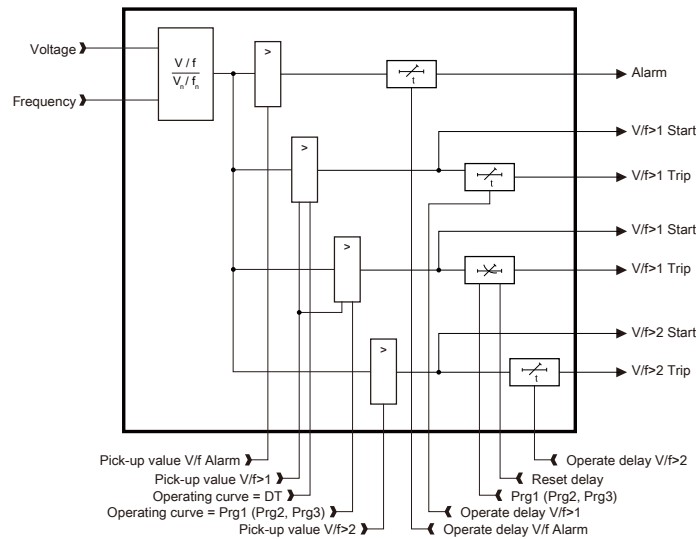 Voltage
Frequency
V / f
Vn / fn
>
t
Alarm
V/f>1 Start
>
t
V/f>1 Trip
V/f>1 Start
>
V/f>1 Trip
V/f>2 Start
>
t
V/f>2 Trip
Pick-up value V/f Alarm
Pick-up value V/f>1
Operating curve = DT
Operating curve = Prg1 (Prg2, Prg3)
Pick-up value V/f>2
Operate delay V/f>2
Reset delay
Prg1 (Prg2, Prg3)
Operate delay V/f>1
Operate delay V/f Alarm